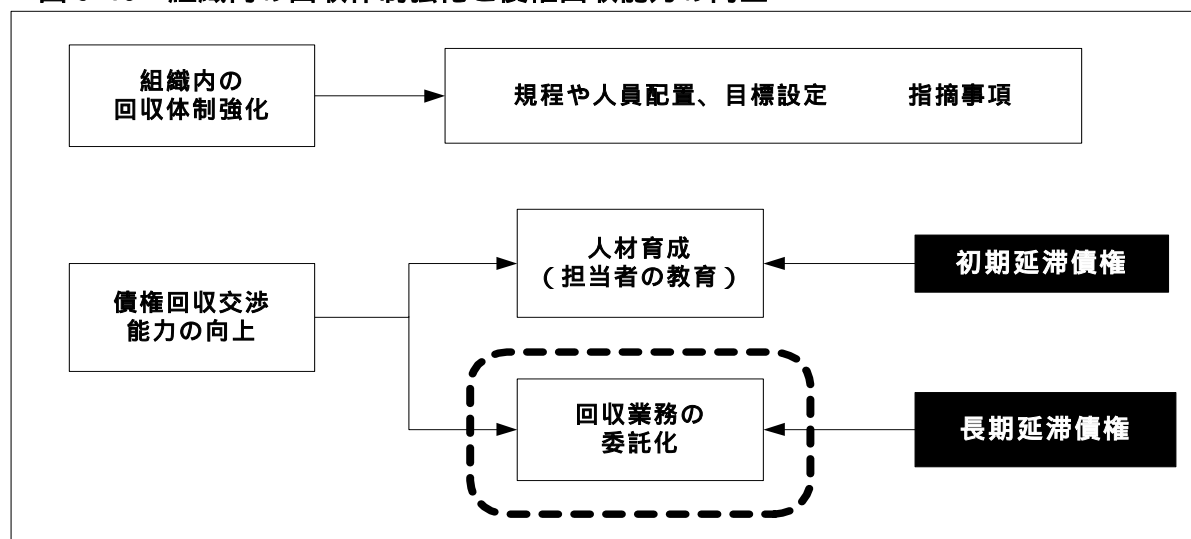 組織内の
回収体制強化
規程や人員配置、目標設定 指摘事項
人材育成
(担当者の教育)
初期延滞債権
債権回収交渉
能力の向上
回収業務の
委託化
長期延滞債権